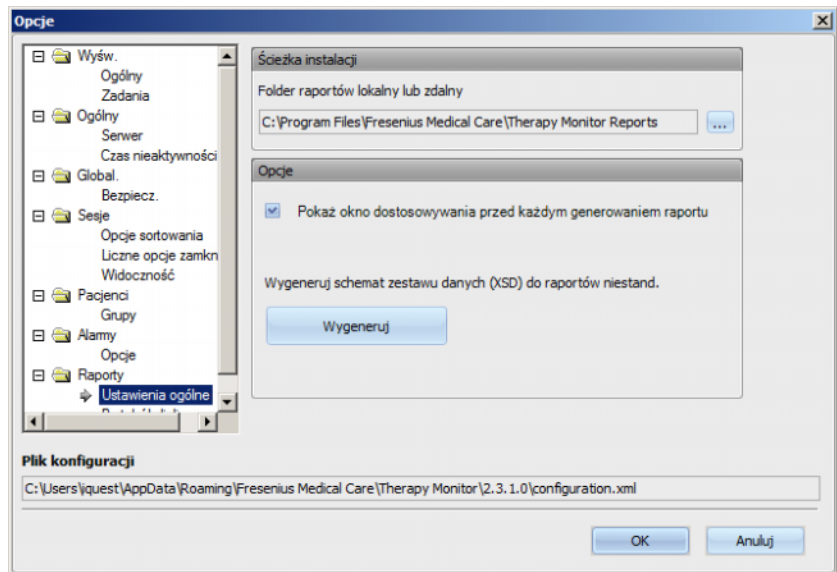 Opcje
Wyśw.
Ogólny
Zadania
Ogólny
Serwer
Czas nieaktywności
Global.
Bezpiecz.
Sesje
Opcje sortowania
Liczne opcje zamkn
Widoczność
Pacjenci
Grupy
Alarmy
Opcje
Raporty
Ustawienia ogólne
Ścieżka instalacji
Folder raportów lokalny lub zdalny
C:\Program Files\Fresenius Medical Care\Therapy Monitor Reports
...
Opcje
Pokaż okno dostosowywania przed każdym generowaniem raportu
Wygeneruj schemat zestawu danych (XSD) do raportów niestand.
Wygeneruj
Plik konfiguracji
C:\Users\iquest\AppData\Roaming\Fresenius Medical Care\Therapy Monitor\2.3.1.0\configuration.xml
OK
Anuluj